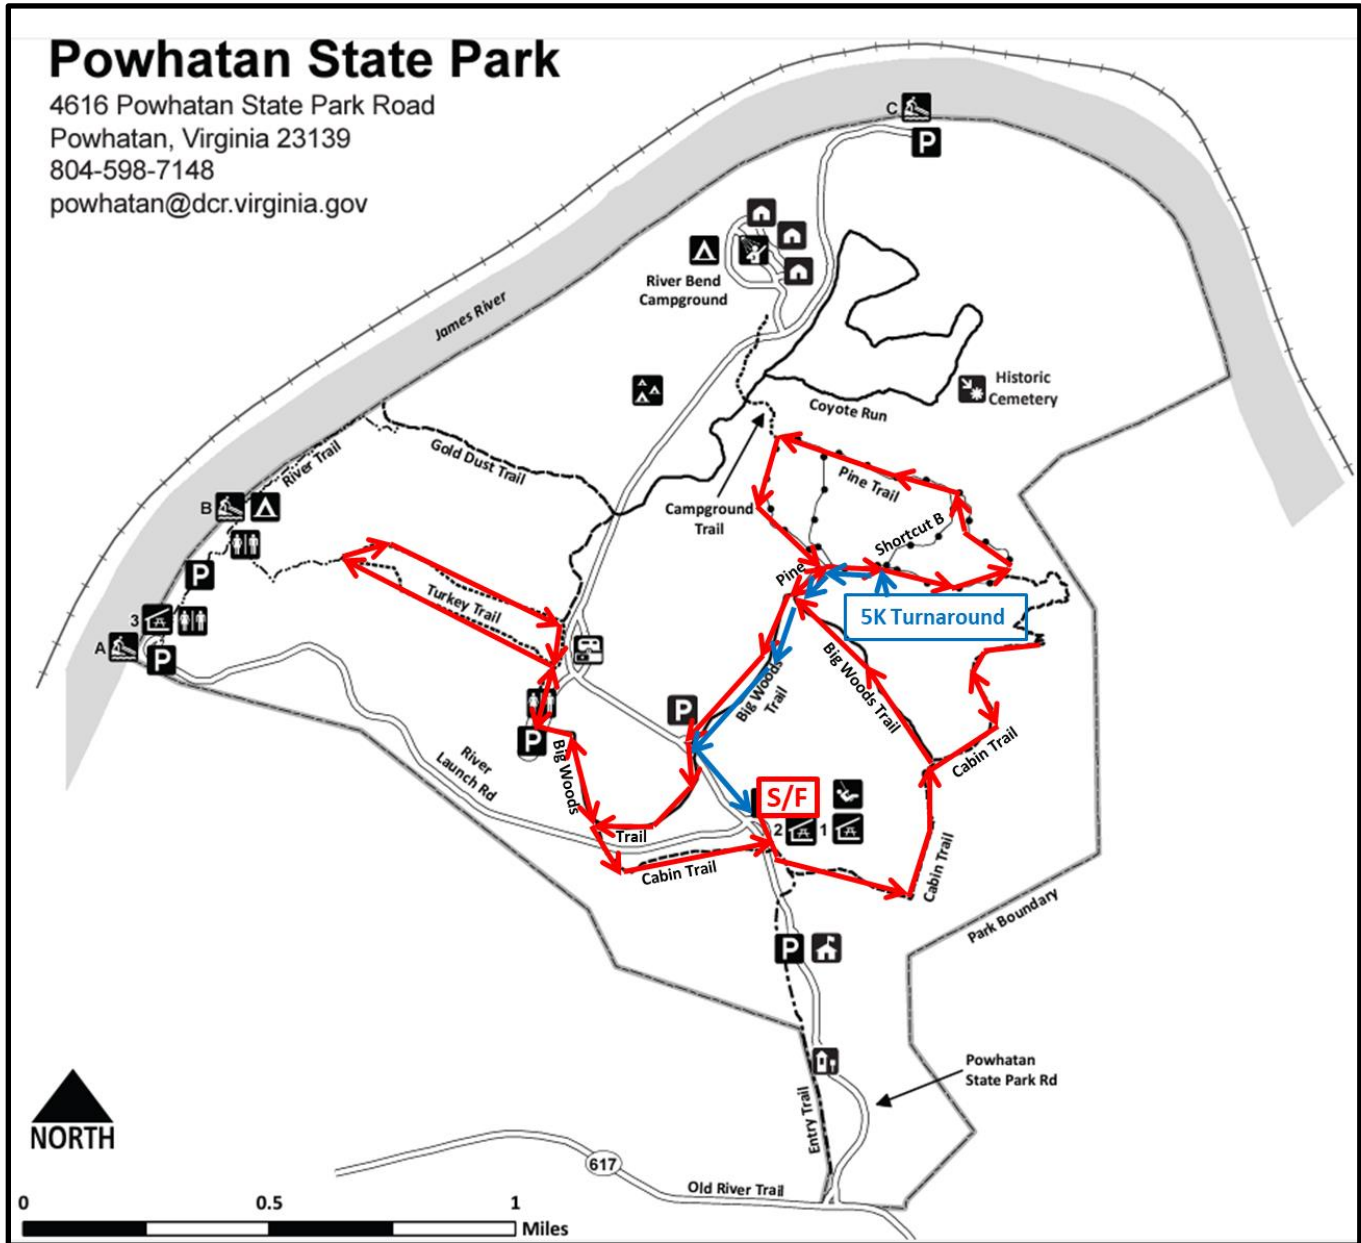 Powhatan State Park
4616 Powhatan State Park Road
Powhatan, Virginia 23139
804-598-7148
powhatan@dcr.virginia.gov
C
P
James River
River Bend
Campground
Historic
Cemetery
Coyote Run
Gold Dust Trail
River Trail
Campground
Trail
Pine Trail
Shortcut B
Pine
B
P
3
A
P
Turkey Trail
5K Turnaround
Big Woods
Trail
Big Woods Trail
Cabin Trail
P
P
Big Woods
Trail
River
Launch Rd
S/F
2
1
Cabin Trail
Cabin Trail
Park Boundary
P
Powhatan
State Park Rd
Entry Trail
NORTH
617
Old River Trail
0
0.5
1
Miles